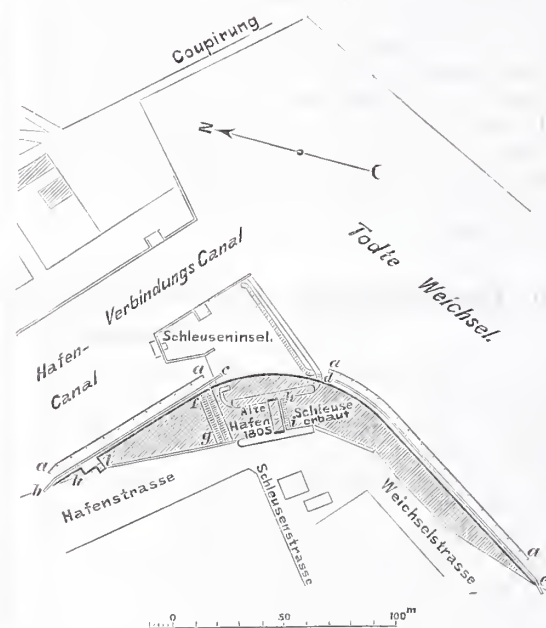 Coupirung
N
Todte Weichsel.
Verbindungs Canal
Hafen-
Canal
Schleuseninsel.
a
c
a
d
f
h
g
Alte Schleuse
Hafen erbaut
1805
a
b
k
Hafenstrasse
Schleusenstrasse
Weichselstrasse
a
e
0 50 100m